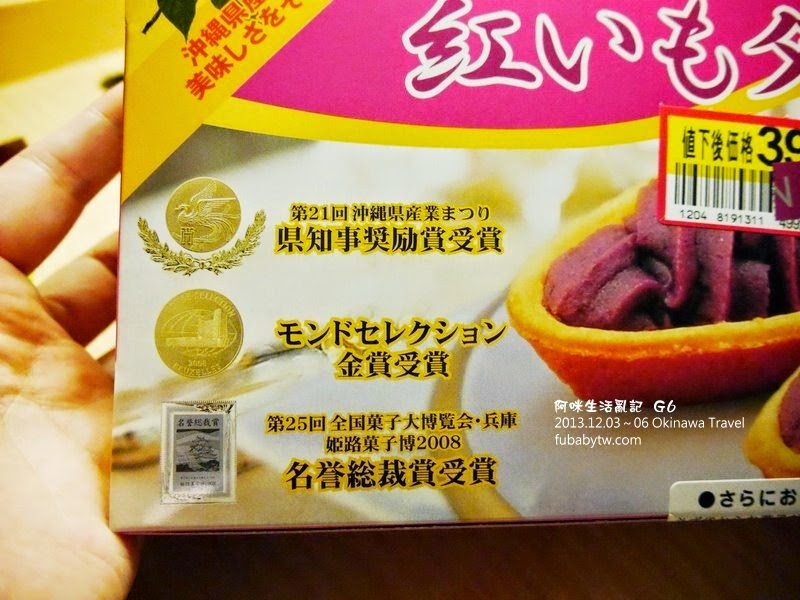 沖縄県産
美味しさをそ
紅いもタ
値下後価格 39
1204 8191311 499
第21回 沖縄県産業まつり
県知事奨励賞受賞
モンドセレクション
金賞受賞
第25回 全国菓子大博覧会・兵庫
姫路菓子博2008
名誉総裁賞受賞
名誉総裁賞
阿咪生活亂記 G6
2013.12.03～06 Okinawa Travel
fubabytw.com
●さらにお